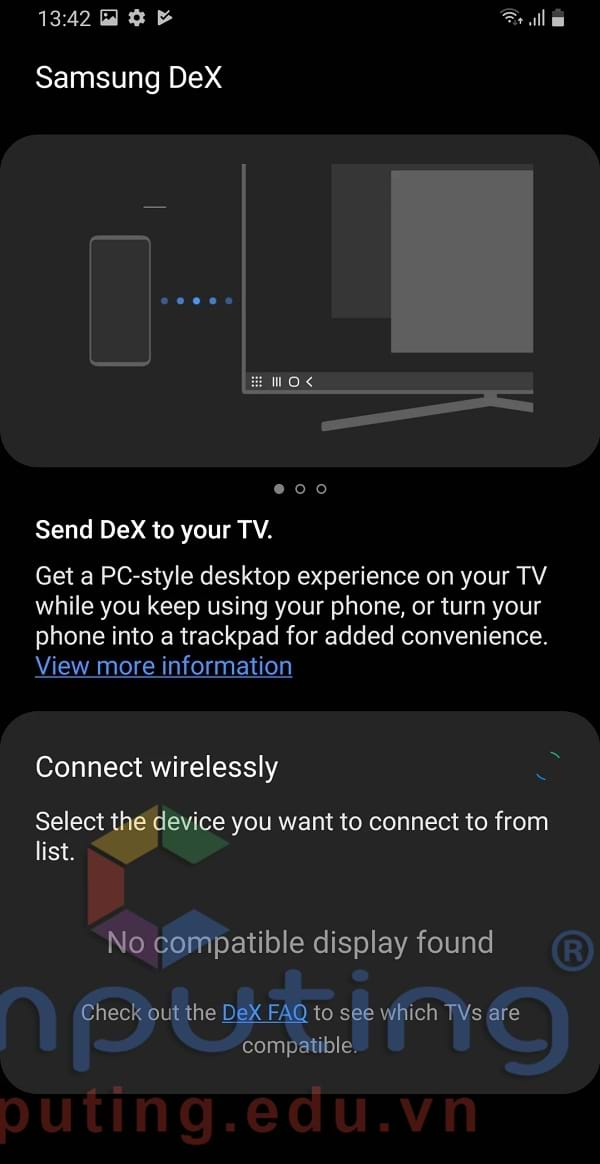 13:42
Samsung DeX
Send DeX to your TV.
Get a PC-style desktop experience on your TV
while you keep using your phone, or turn your
phone into a trackpad for added convenience.
View more information
Connect wirelessly
Select the device you want to connect to from
list.
No compatible display found
®
mputing
Check out the DeX FAQ to see which TVs are
compatible.
puting.edu.vn